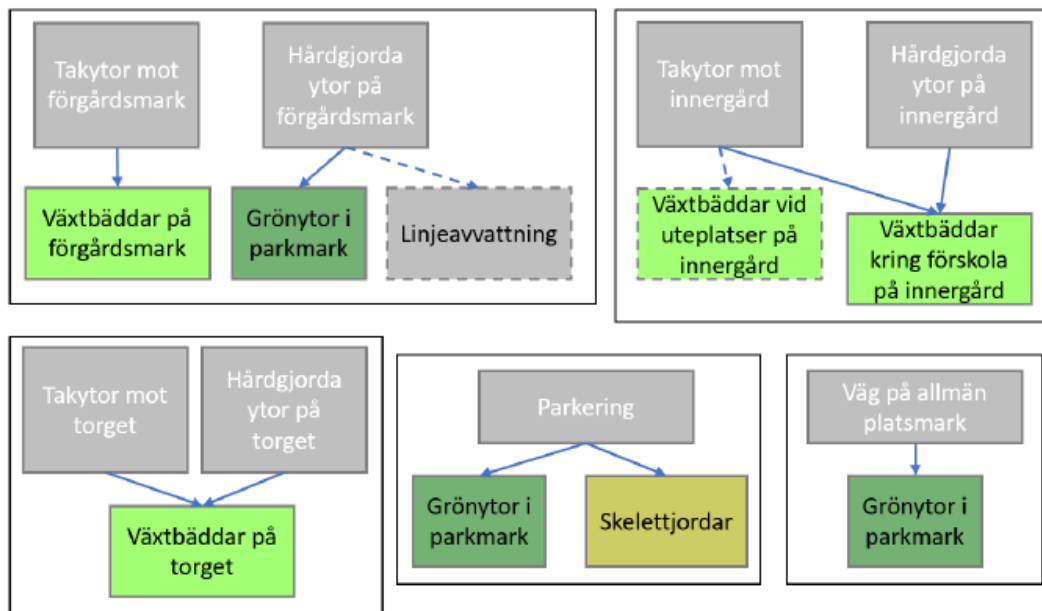 Takytor mot
förgårdsmark
Hårdgjorda
ytor på
förgårdsmark
Växtbäddar på
förgårdsmark
Grönytor i
parkmark
Linjeavvattning
Takytor mot
innergård
Hårdgjorda
ytor på
innergård
Växtbäddar vid
uteplatser på
innergård
Växtbäddar
kring förskola
på innergård
Takytor mot
torget
Hårdgjorda
ytor på
torget
Växtbäddar på
torget
Parkering
Grönytor i
parkmark
Skelettjordar
Väg på allmän
platsmark
Grönytor i
parkmark